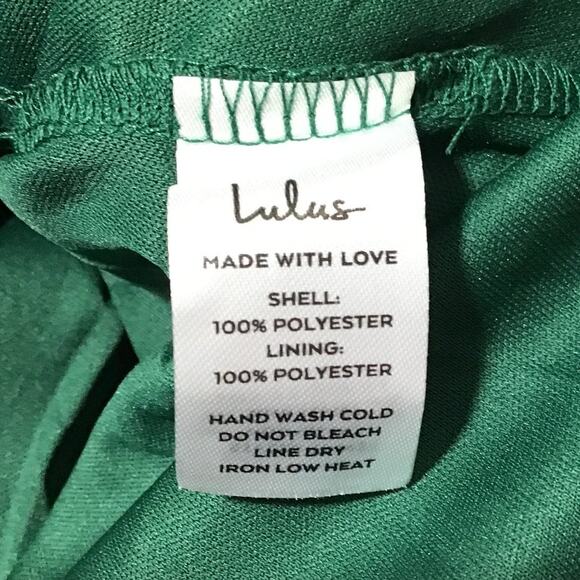 Lulus
MADE WITH LOVE
SHELL:
100% POLYESTER
LINING:
100% POLYESTER
HAND WASH COLD
DO NOT BLEACH
LINE DRY
IRON LOW HEAT